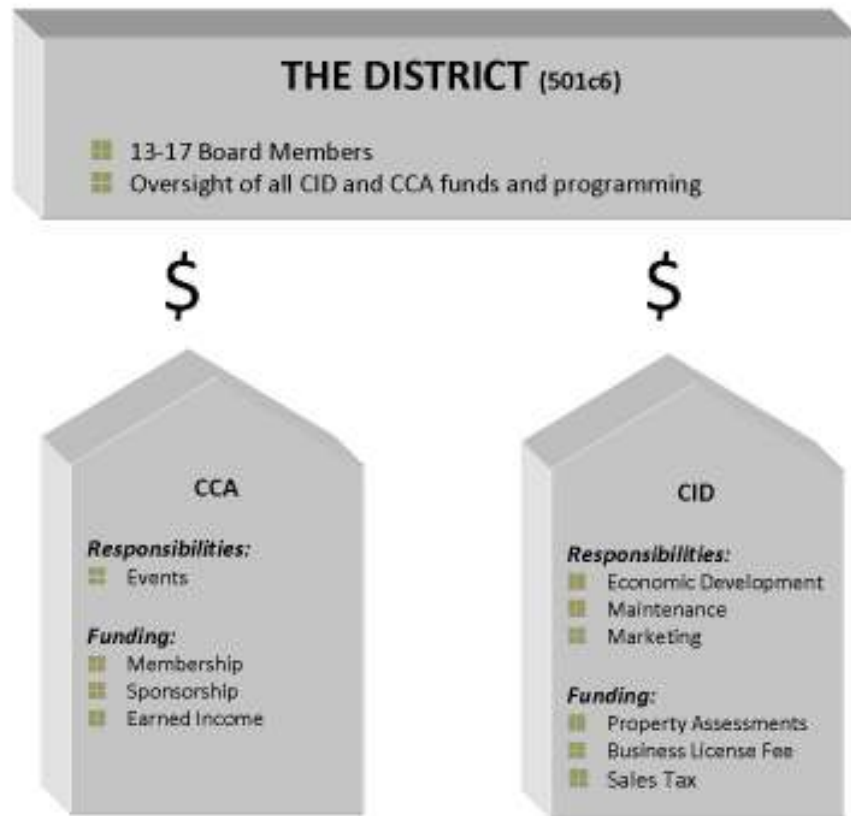 THE DISTRICT (501c6)
13-17 Board Members
Oversight of all CID and CCA funds and programming
$
$
CCA
Responsibilities:
Events
Funding:
Membership
Sponsorship
Earned Income
CID
Responsibilities:
Economic Development
Maintenance
Marketing
Funding:
Property Assessments
Business License Fee
Sales Tax